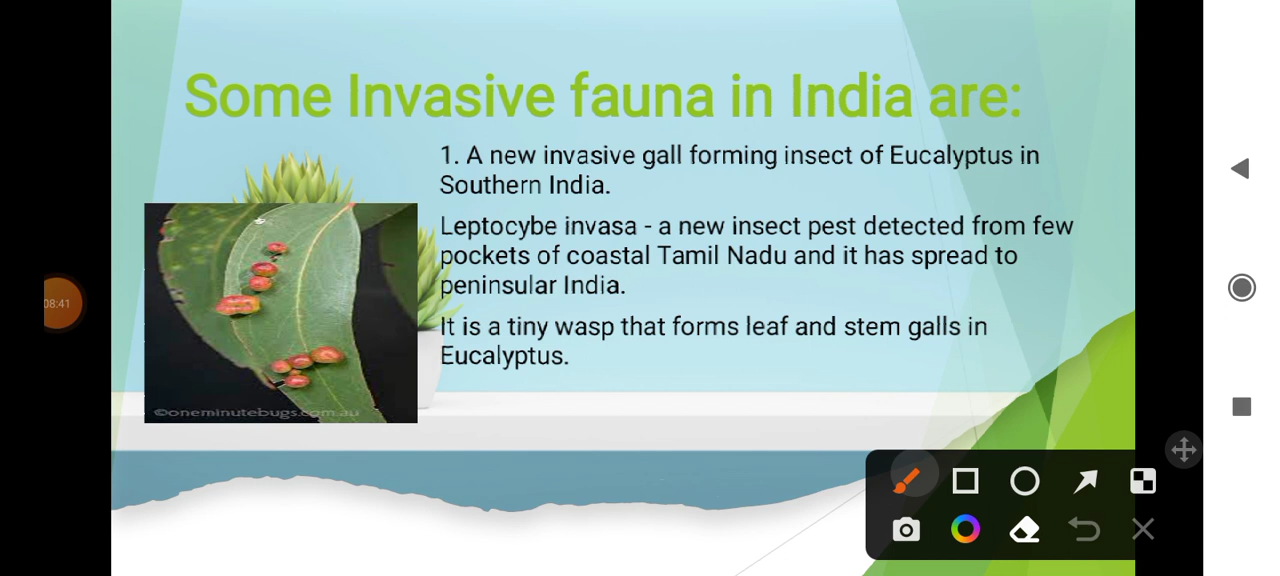 Some Invasive fauna in India are:
1. A new invasive gall forming insect of Eucalyptus in
Southern India.
Leptocybe invasa - a new insect pest detected from few
pockets of coastal Tamil Nadu and it has spread to
peninsular India.
It is a tiny wasp that forms leaf and stem galls in
Eucalyptus.
08:41
©oneminutebugs.com.au